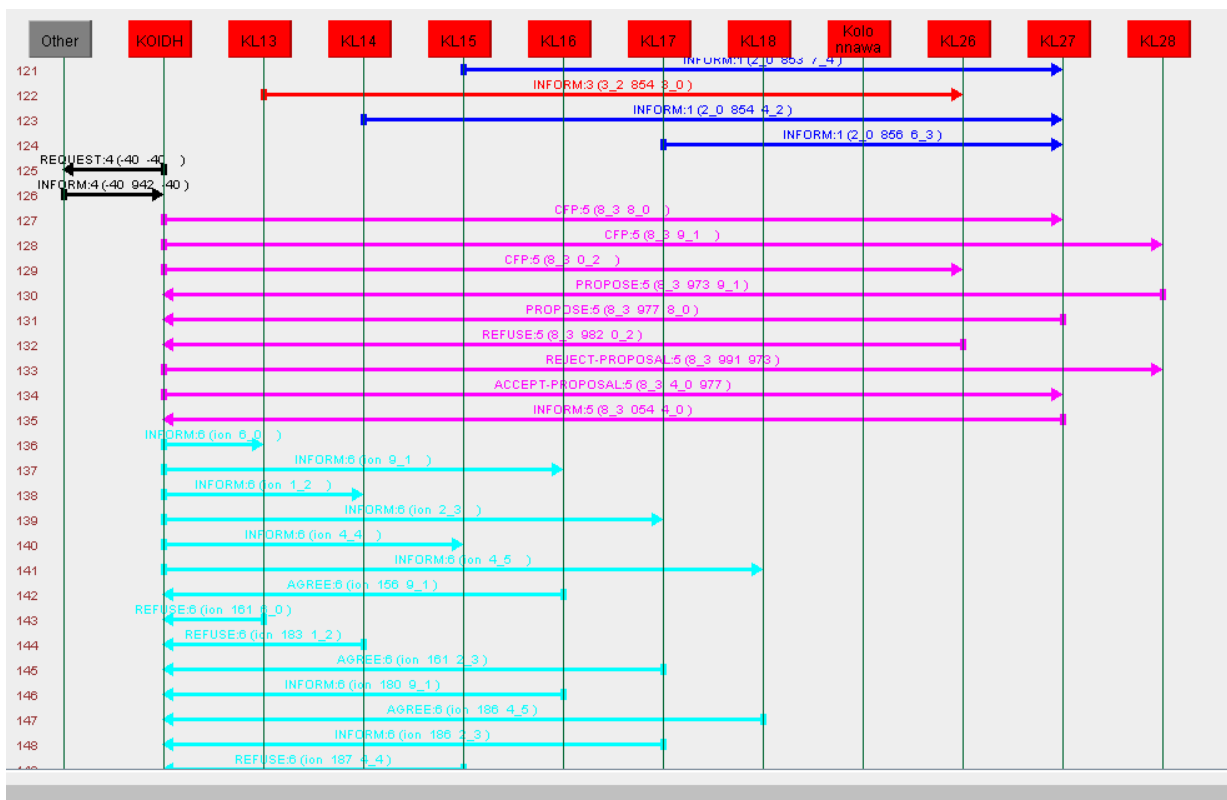 Other KOIDH KL13 KL14 KL15 KL16 KL17 KL18 Kolo nnawa KL26 KL27 KL28
121 INFORM:1 (2_0 853 7_4 )
122 INFORM:3 (3_2 854 3_0 )
123 INFORM:1 (2_0 854 4_2 )
124 INFORM:1 (2_0 856 6_3 )
125 REQUEST:4 (-40 -40 )
126 INFORM:4 (-40 942 -40 )
127 CFP:5 (8_3 8_0 )
128 CFP:5 (8_3 9_1 )
129 CFP:5 (8_3 0_2 )
130 PROPOSE:5 (8_3 973 9_1 )
131 PROPOSE:5 (8_3 977 8_0 )
132 REFUSE:5 (8_3 982 0_2 )
133 REJECT-PROPOSAL:5 (8_3 991 973 )
134 ACCEPT-PROPOSAL:5 (8_3 4_0 977 )
135 INFORM:5 (8_3 054 4_0 )
136 INFORM:6 (ion 6_0 )
137 INFORM:6 (ion 9_1 )
138 INFORM:6 (ion 1_2 )
139 INFORM:6 (ion 2_3 )
140 INFORM:6 (ion 4_4 )
141 INFORM:6 (ion 4_5 )
142 AGREE:6 (ion 156 9_1 )
143 REFUSE:6 (ion 161 6_0 )
144 REFUSE:6 (ion 183 1_2 )
145 AGREE:6 (ion 161 2_3 )
146 INFORM:6 (ion 180 9_1 )
147 AGREE:6 (ion 186 4_5 )
148 INFORM:6 (ion 186 2_3 )
REFUSE:6 (ion 187 4_4 )